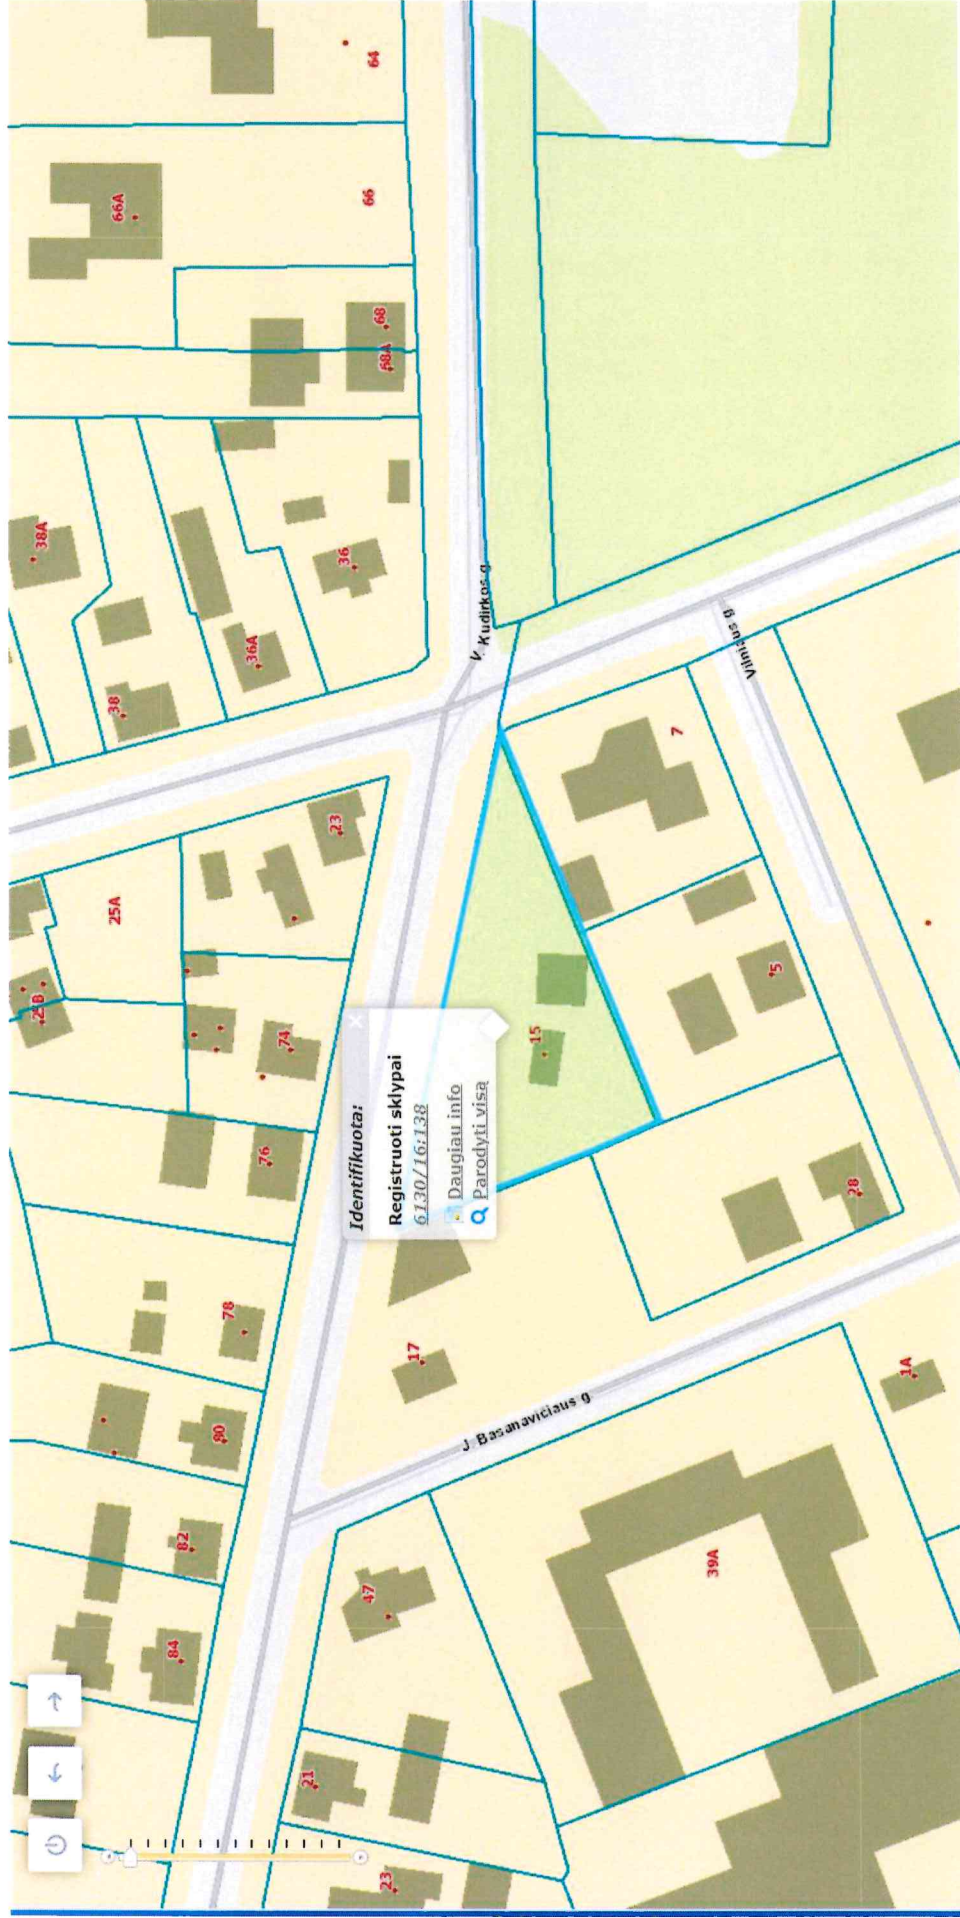 64
66A
66
68
68A
38A
36
36A
38
V. Kudirkos g.
Vilniaus g.
7
23
25A
25B
74
5
15
Identifikuota:
Registruoti sklypai
6130/16:138
Daugiau info
Parodyti visą
76
28
78
17
80
J. Basanavičiaus g.
1A
82
47
39A
84
21
23